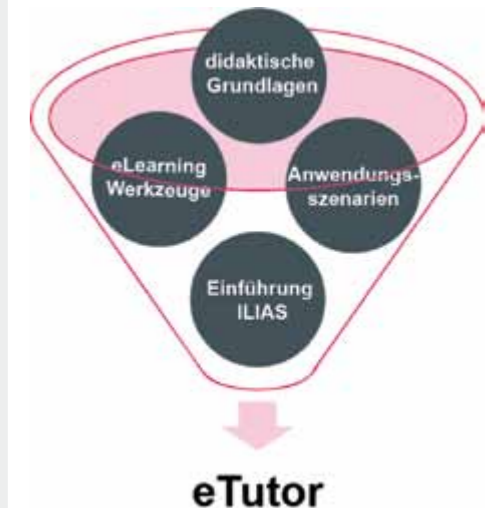 didaktische
Grundlagen
eLearning
Werkzeuge
Anwendungs-
szenarien
Einführung
ILIAS
eTutor